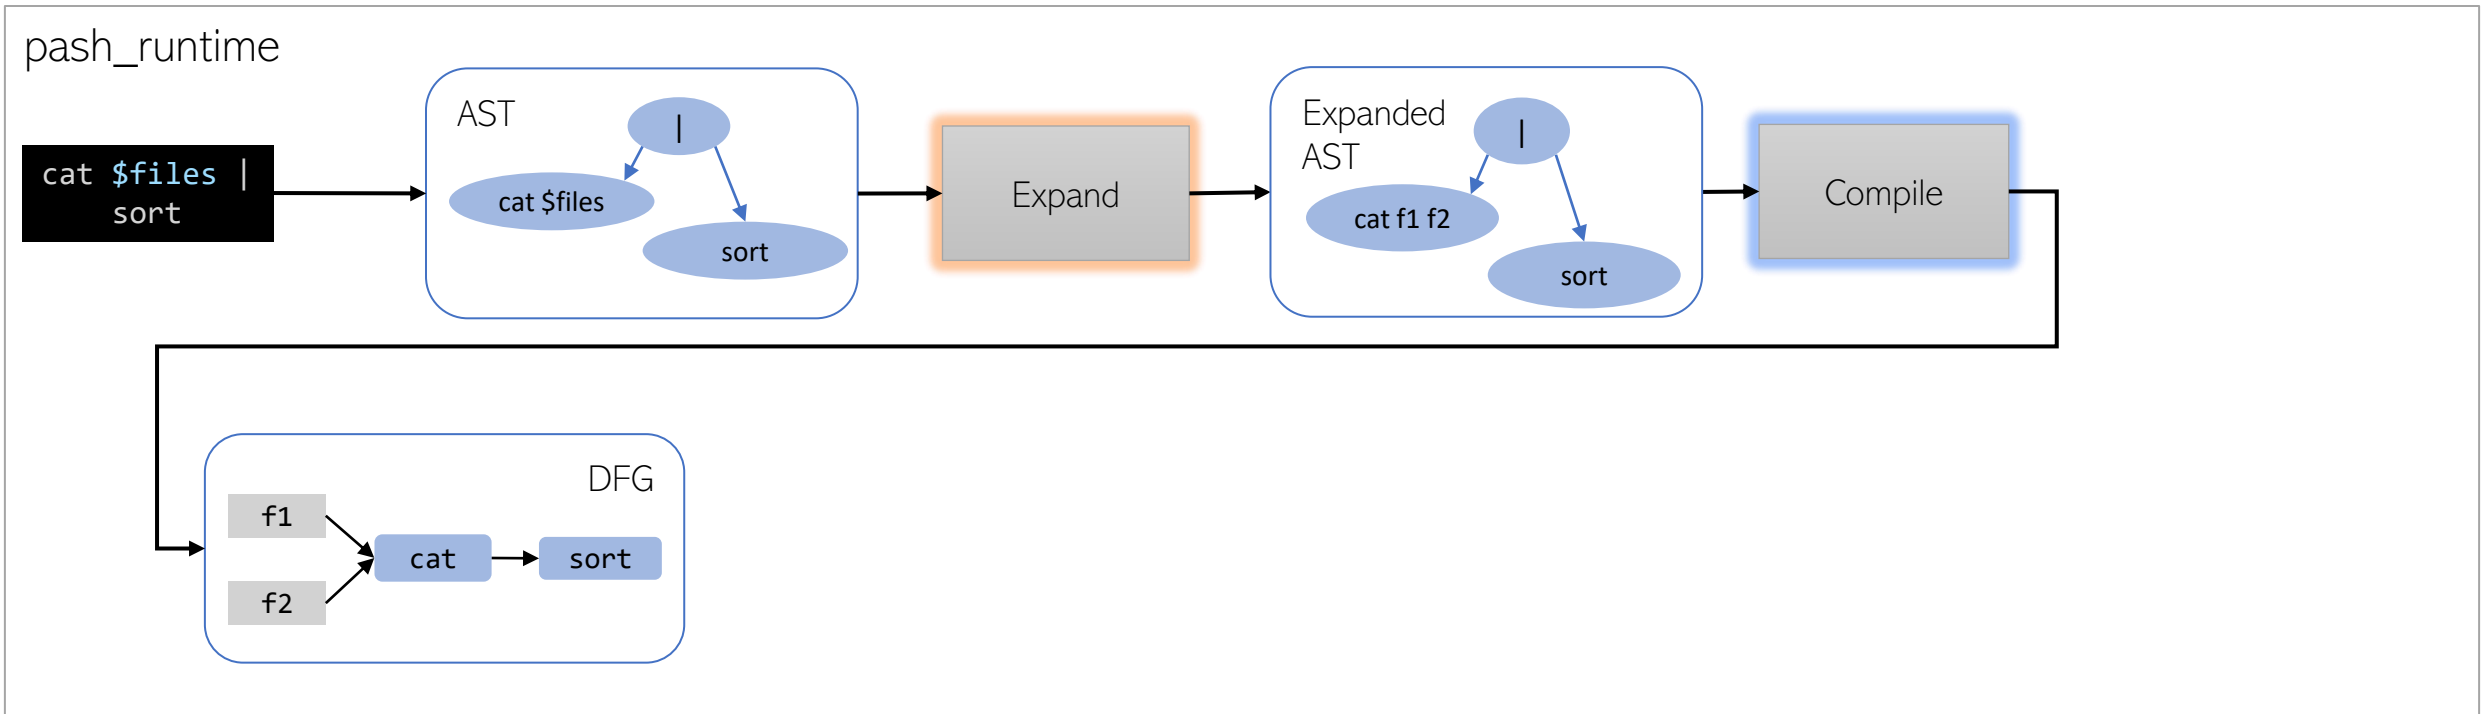 pash_runtime
cat $files |
sort
AST
|
cat $files
sort
Expand
Expanded
AST
|
cat f1 f2
sort
Compile
DFG
f1
f2
cat
sort